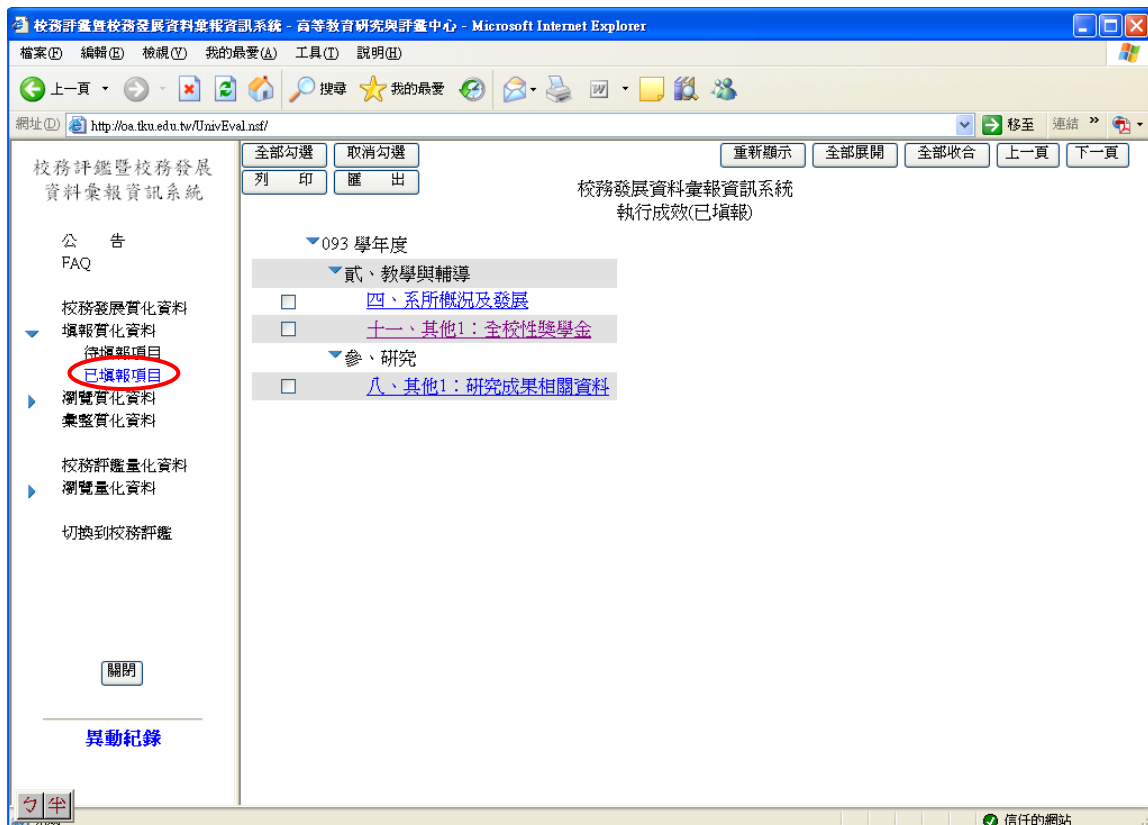 校務評鑑暨校務發展資料彙報資訊系統 - 高等教育研究與評鑑中心 - Microsoft Internet Explorer
檔案(F) 編輯(E) 檢視(V) 我的最愛(A) 工具(T) 說明(H)
上一頁 搜尋 我的最愛
網址(D) http://oa.tku.edu.tw/UnivEval.nsf/ 移至 連結 »
校務評鑑暨校務發展
資料彙報資訊系統
公 告
FAQ
校務發展質化資料
填報質化資料
待填報項目
已填報項目
瀏覽質化資料
彙整質化資料
校務評鑑量化資料
瀏覽量化資料
切換到校務評鑑
關閉
異動紀錄
全部勾選 取消勾選 重新顯示 全部展開 全部收合 上一頁 下一頁
列 印 匯 出
校務發展資料彙報資訊系統
執行成效(已填報)
093 學年度
貳、教學與輔導
四、系所概況及發展
十一、其他1：全校性獎學金
參、研究
八、其他1：研究成果相關資料
ㄅ 半
信任的網站